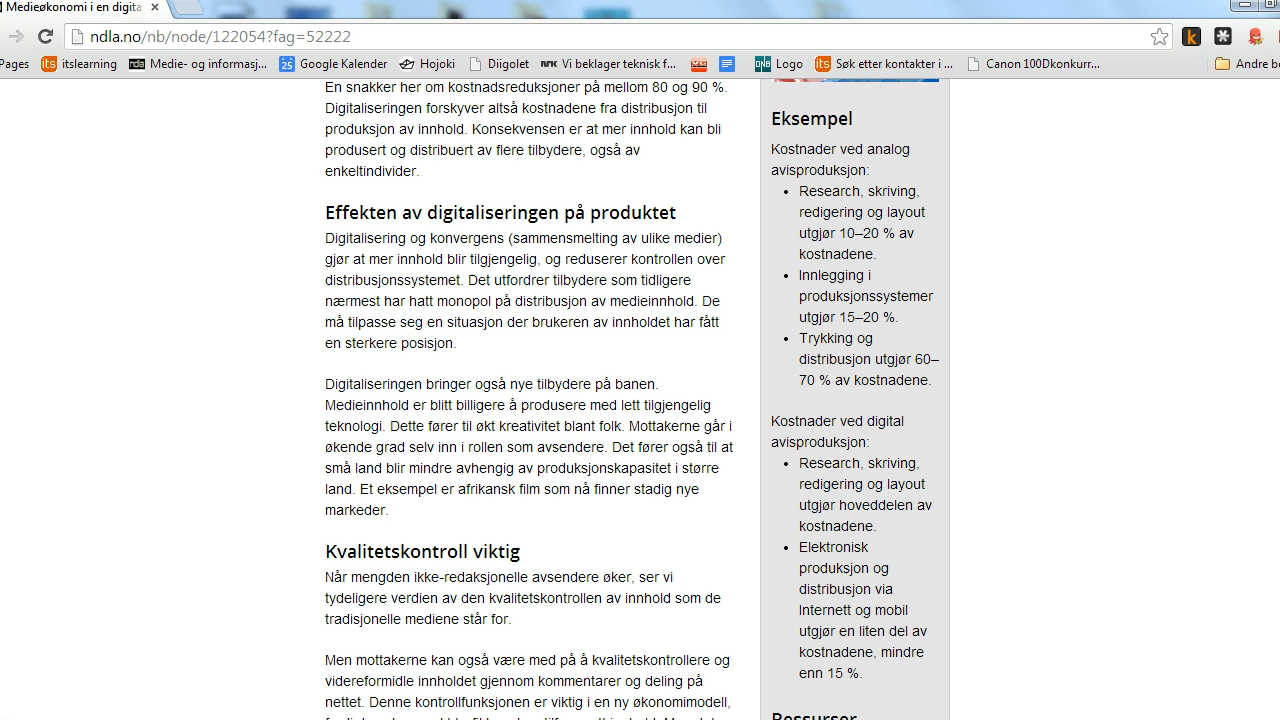 Medieøkonomi i en digita
ndla.no/nb/node/122054?fag=52222
Pages
itslearning
Medie- og informasj...
Google Kalender
Hojoki
Diigolet
Vi beklager teknisk f...
Logo
Søk etter kontakter i ...
Canon 100Dkonkurr...
Andre b
En snakker her om kostnadsreduksjoner på mellom 80 og 90 %.
Digitaliseringen forskyver altså kostnadene fra distribusjon til
produksjon av innhold. Konsekvensen er at mer innhold kan bli
produsert og distribuert av flere tilbydere, også av
enkeltindivider.
Effekten av digitaliseringen på produktet
Digitalisering og konvergens (sammensmelting av ulike medier)
gjør at mer innhold blir tilgjengelig, og reduserer kontrollen over
distribusjonssystemet. Det utfordrer tilbydere som tidligere
nærmest har hatt monopol på distribusjon av medieinnhold. De
må tilpasse seg en situasjon der brukeren av innholdet har fått
en sterkere posisjon.
Digitaliseringen bringer også nye tilbydere på banen.
Medieinnhold er blitt billigere å produsere med lett tilgjengelig
teknologi. Dette fører til økt kreativitet blant folk. Mottakerne går i
økende grad selv inn i rollen som avsendere. Det fører også til at
små land blir mindre avhengig av produksjonskapasitet i større
land. Et eksempel er afrikansk film som nå finner stadig nye
markeder.
Kvalitetskontroll viktig
Når mengden ikke-redaksjonelle avsendere øker, ser vi
tydeligere verdien av den kvalitetskontrollen av innhold som de
tradisjonelle mediene står for.
Men mottakerne kan også være med på å kvalitetskontrollere og
videreformidle innholdet gjennom kommentarer og deling på
nettet. Denne kontrollfunksjonen er viktig i en ny økonomimodell,
Eksempel
Kostnader ved analog
avisproduksjon:
Research, skriving,
redigering og layout
utgjør 10–20 % av
kostnadene.
Innlegging i
produksjonssystemer
utgjør 15–20 %.
Trykking og
distribusjon utgjør 60–
70 % av kostnadene.
Kostnader ved digital
avisproduksjon:
Research, skriving,
redigering og layout
utgjør hoveddelen av
kostnadene.
Elektronisk
produksjon og
distribusjon via
Internett og mobil
utgjør en liten del av
kostnadene, mindre
enn 15 %.
Ressurser